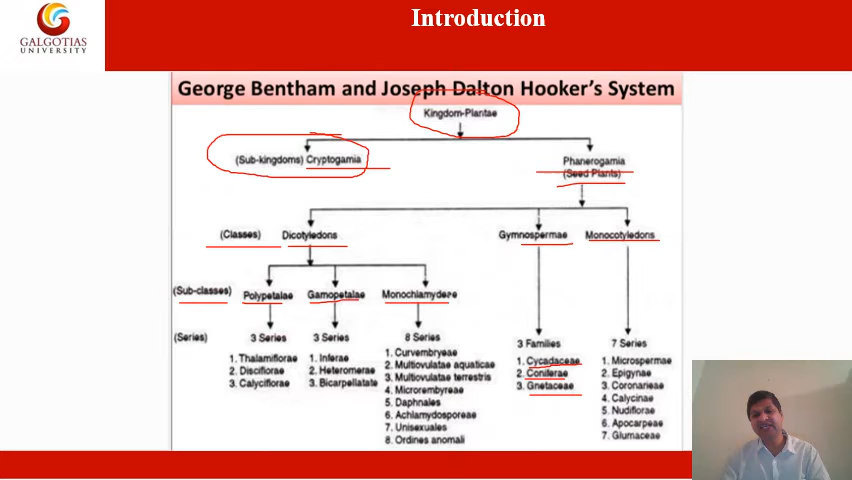 Introduction
GALGOTIAS
UNIVERSITY
George Bentham and Joseph Dalton Hooker's System
Kingdom-Plantae
(Sub-kingdoms) Cryptogamia
Phanerogamia
(Seed Plants)
(Classes)
Dicotyledons
Gymnospermae
Monocotyledons
(Sub-classes)
Polypetalae
Gamopetalae
Monochlamydere
(Series)
3 Series
1. Thalamiflorae
2. Disciflorae
3. Calyciflorae
3 Series
1. Inferae
2. Heteromerae
3. Bicarpellatate
8 Series
1. Curvembryeae
2. Multiovulatae aquaticae
3. Multiovulatae terrestris
4. Microrembyreae
5. Daphnales
6. Achlamydosporeae
7. Unisexuales
8. Ordines anomali
3 Families
1. Cycadaceae
2. Coniferae
3. Gnetaceae
7 Series
1. Microspermae
2. Epigynae
3. Coronarieae
4. Calycinae
5. Nudiflorae
6. Apocarpeae
7. Glumaceae